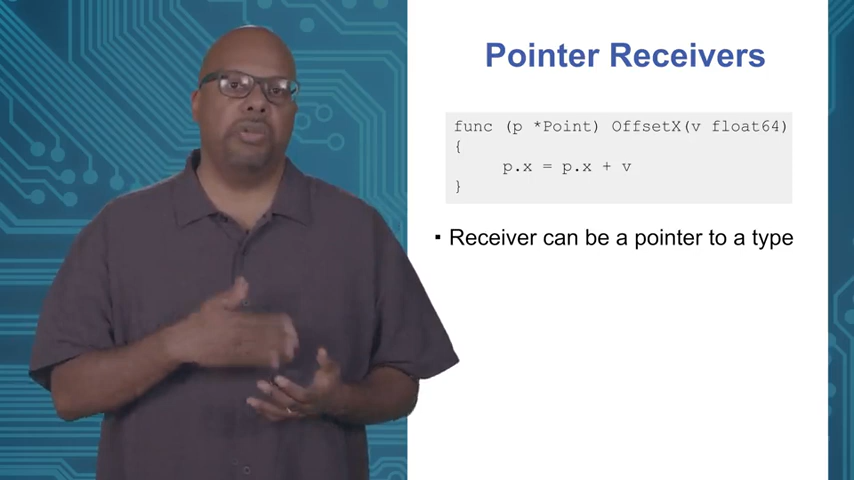 Pointer Receivers
func (p *Point) OffsetX(v float64)
{
p.x = p.x + v
}
▪ Receiver can be a pointer to a type